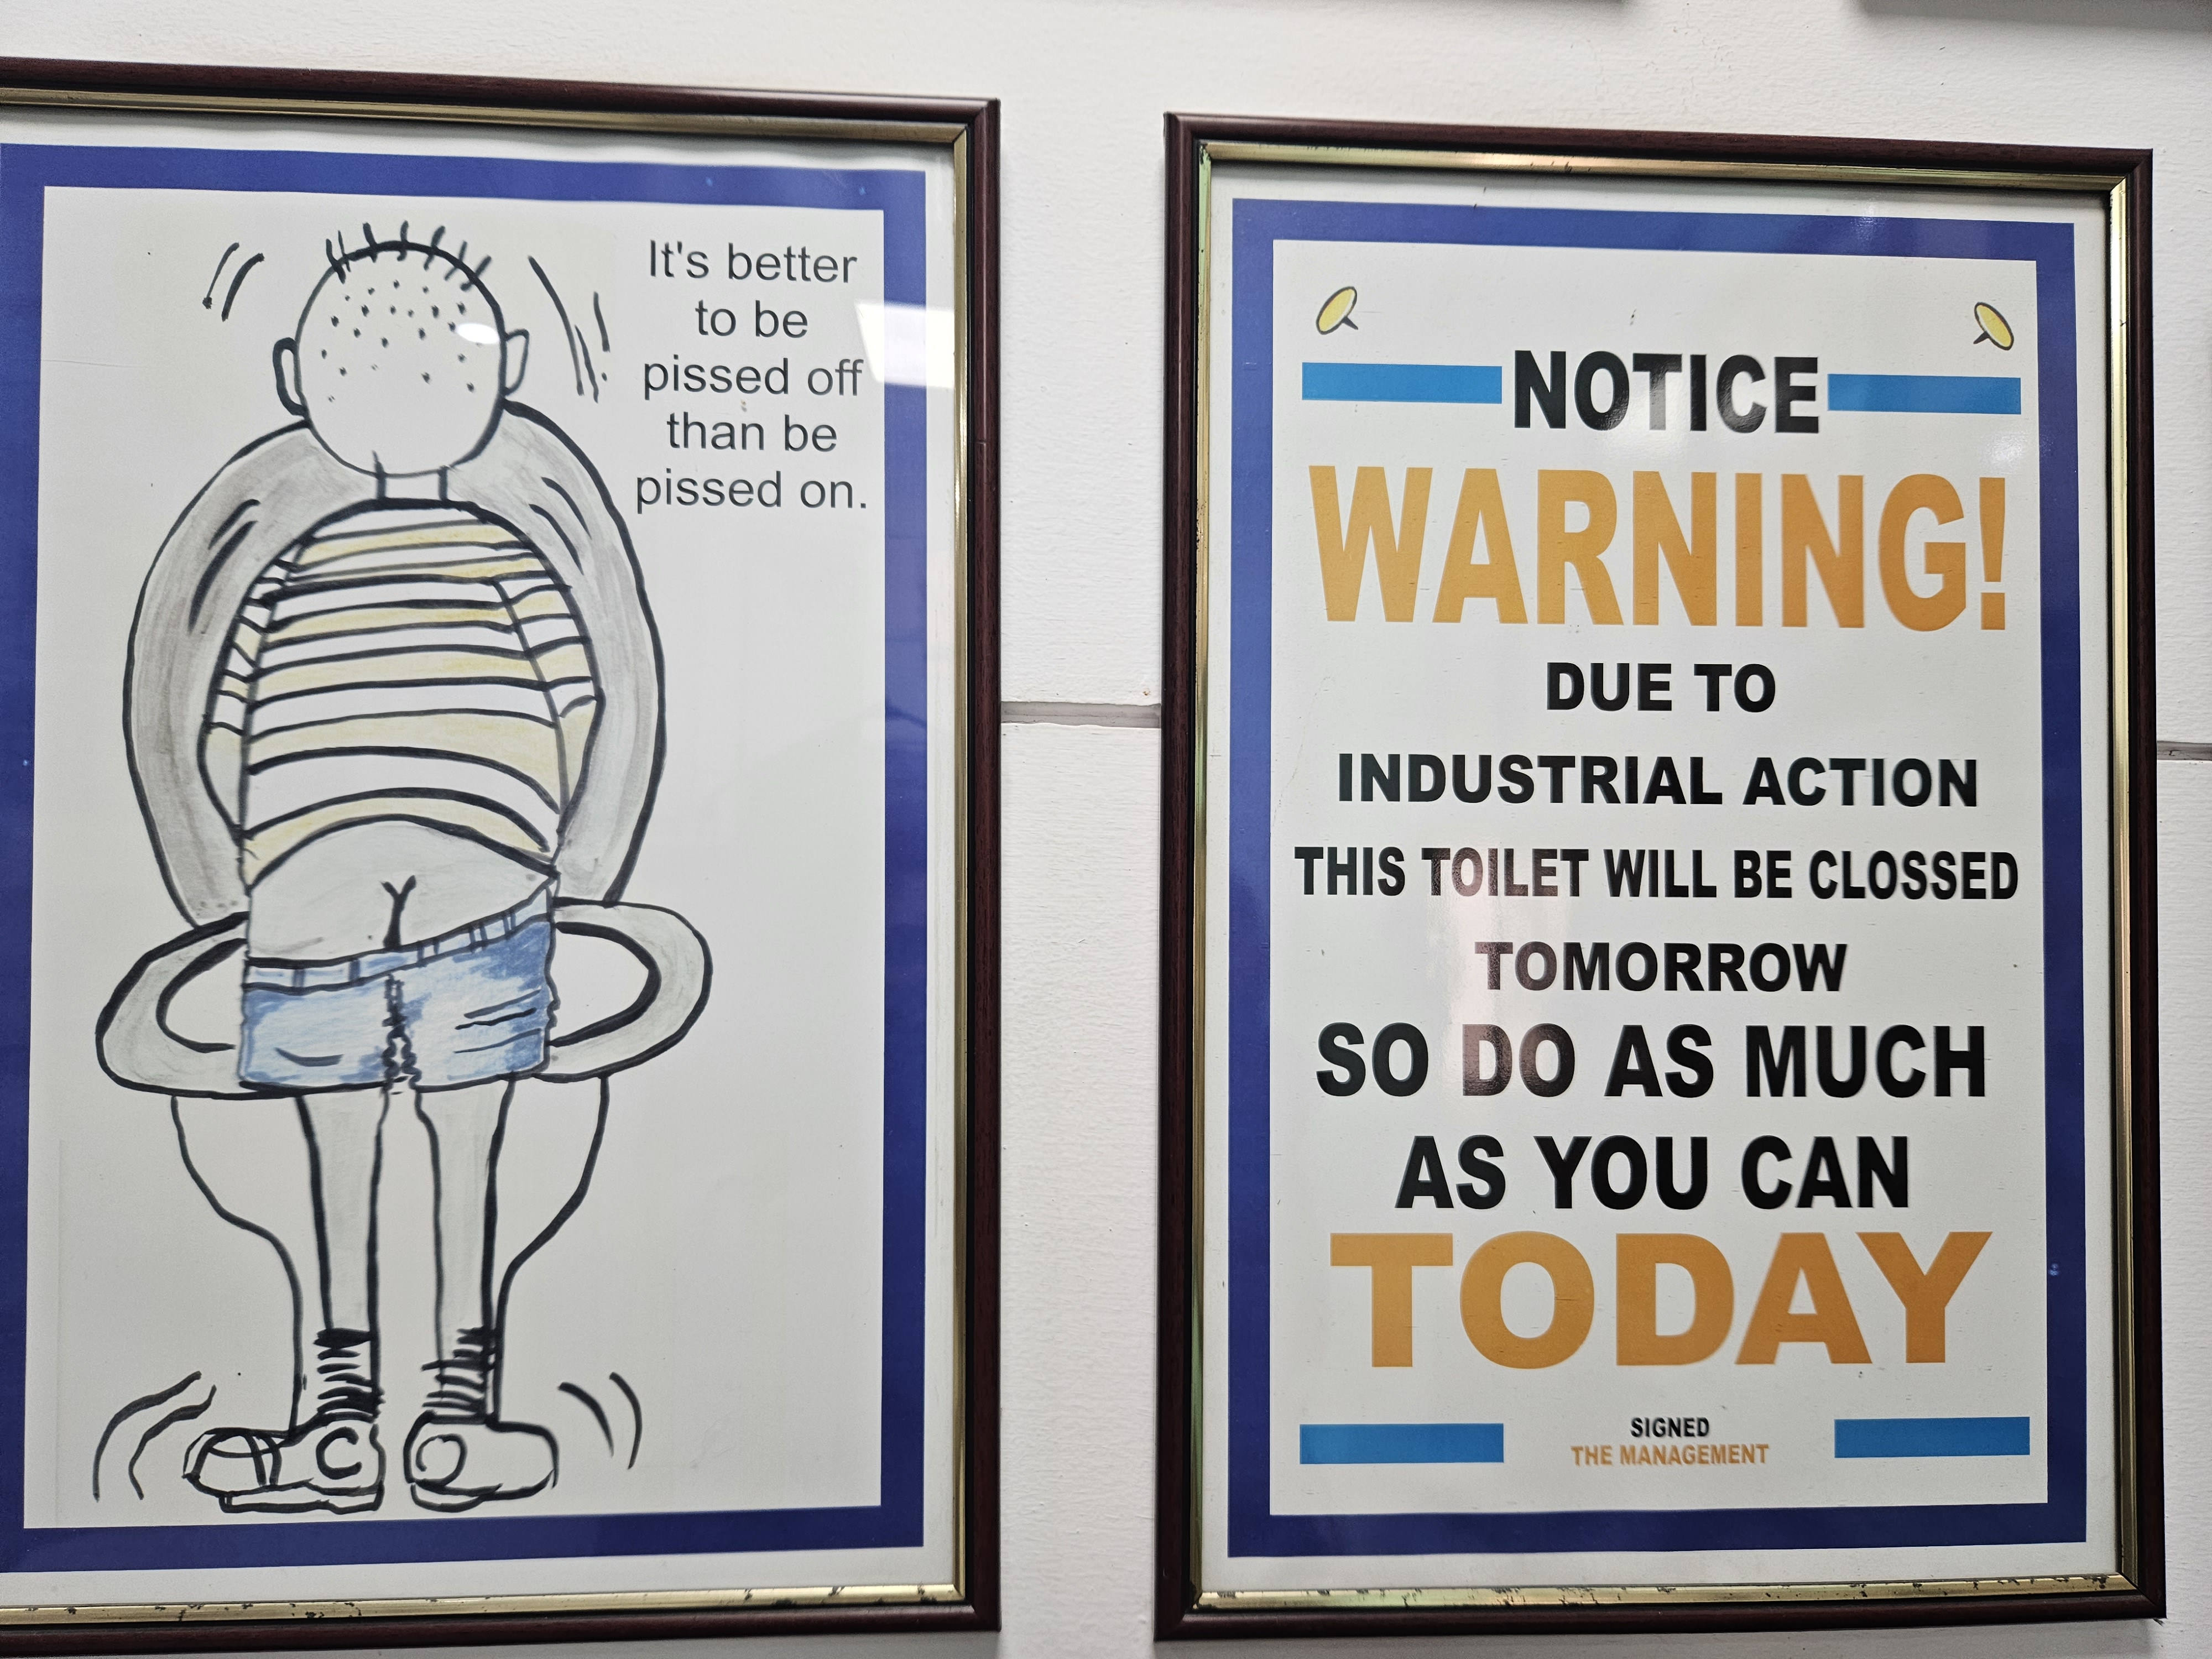 It's better
to be
pissed off
than be
pissed on.
NOTICE
WARNING!
DUE TO
INDUSTRIAL ACTION
THIS TOILET WILL BE CLOSSED
TOMORROW
SO DO AS MUCH
AS YOU CAN
TODAY
SIGNED
THE MANAGEMENT